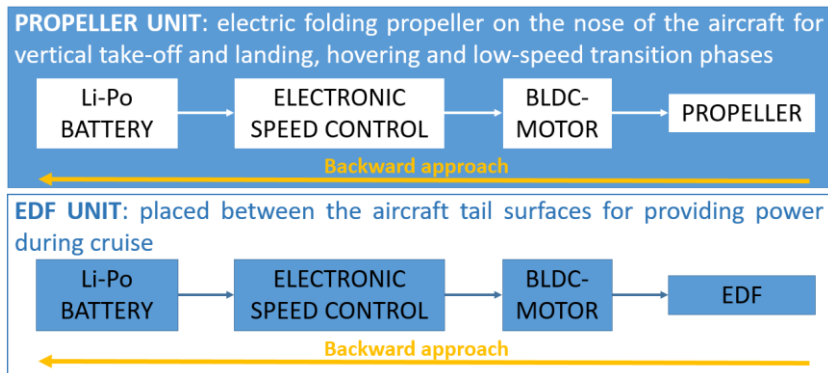 PROPELLER UNIT: electric folding propeller on the nose of the aircraft for
vertical take-off and landing, hovering and low-speed transition phases
Li-Po
BATTERY
ELECTRONIC
SPEED CONTROL
BLDC-
MOTOR
PROPELLER
Backward approach
EDF UNIT: placed between the aircraft tail surfaces for providing power
during cruise
Li-Po
BATTERY
ELECTRONIC
SPEED CONTROL
BLDC-
MOTOR
EDF
Backward approach